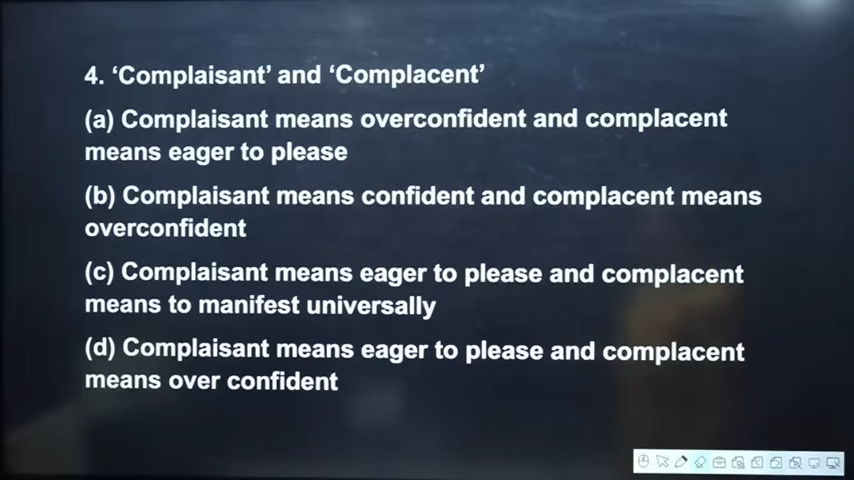 4. ‘Complaisant’ and ‘Complacent’
(a) Complaisant means overconfident and complacent
means eager to please
(b) Complaisant means confident and complacent means
overconfident
(c) Complaisant means eager to please and complacent
means to manifest universally
(d) Complaisant means eager to please and complacent
means over confident